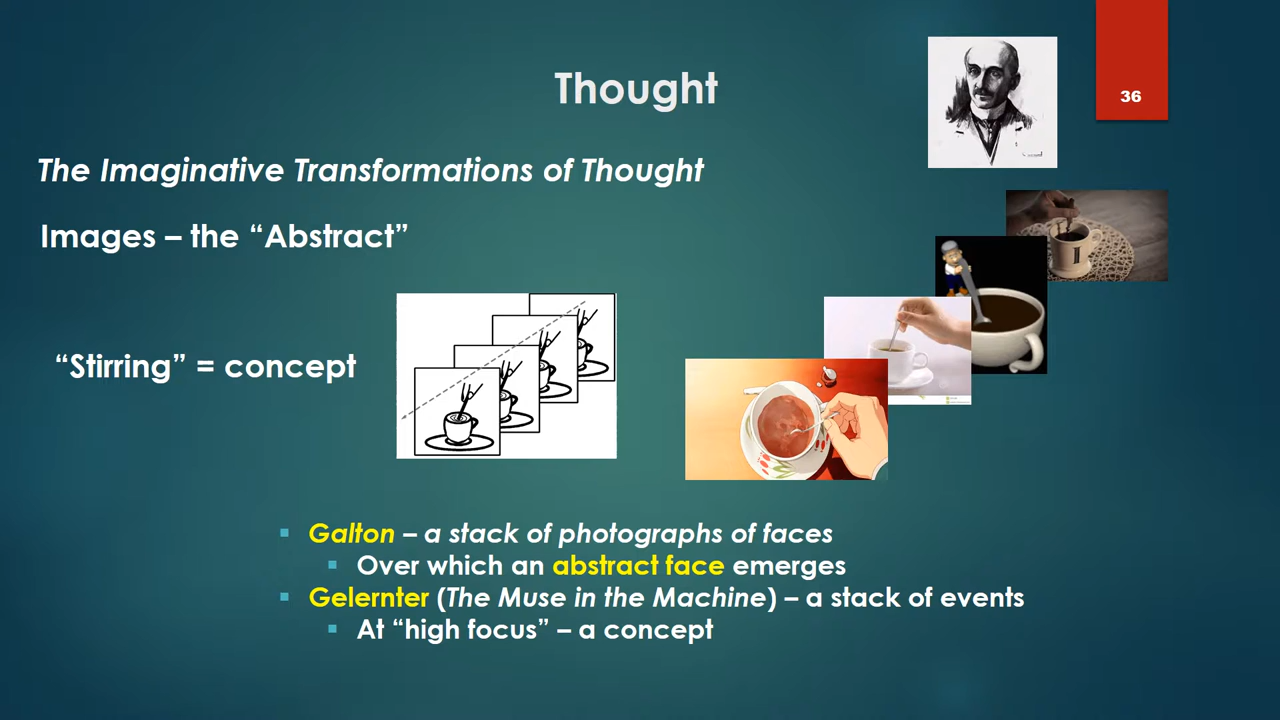 Thought
36
The Imaginative Transformations of Thought
Images – the “Abstract”
“Stirring” = concept
Galton – a stack of photographs of faces
Over which an abstract face emerges
Gelernter (The Muse in the Machine) – a stack of events
At “high focus” – a concept